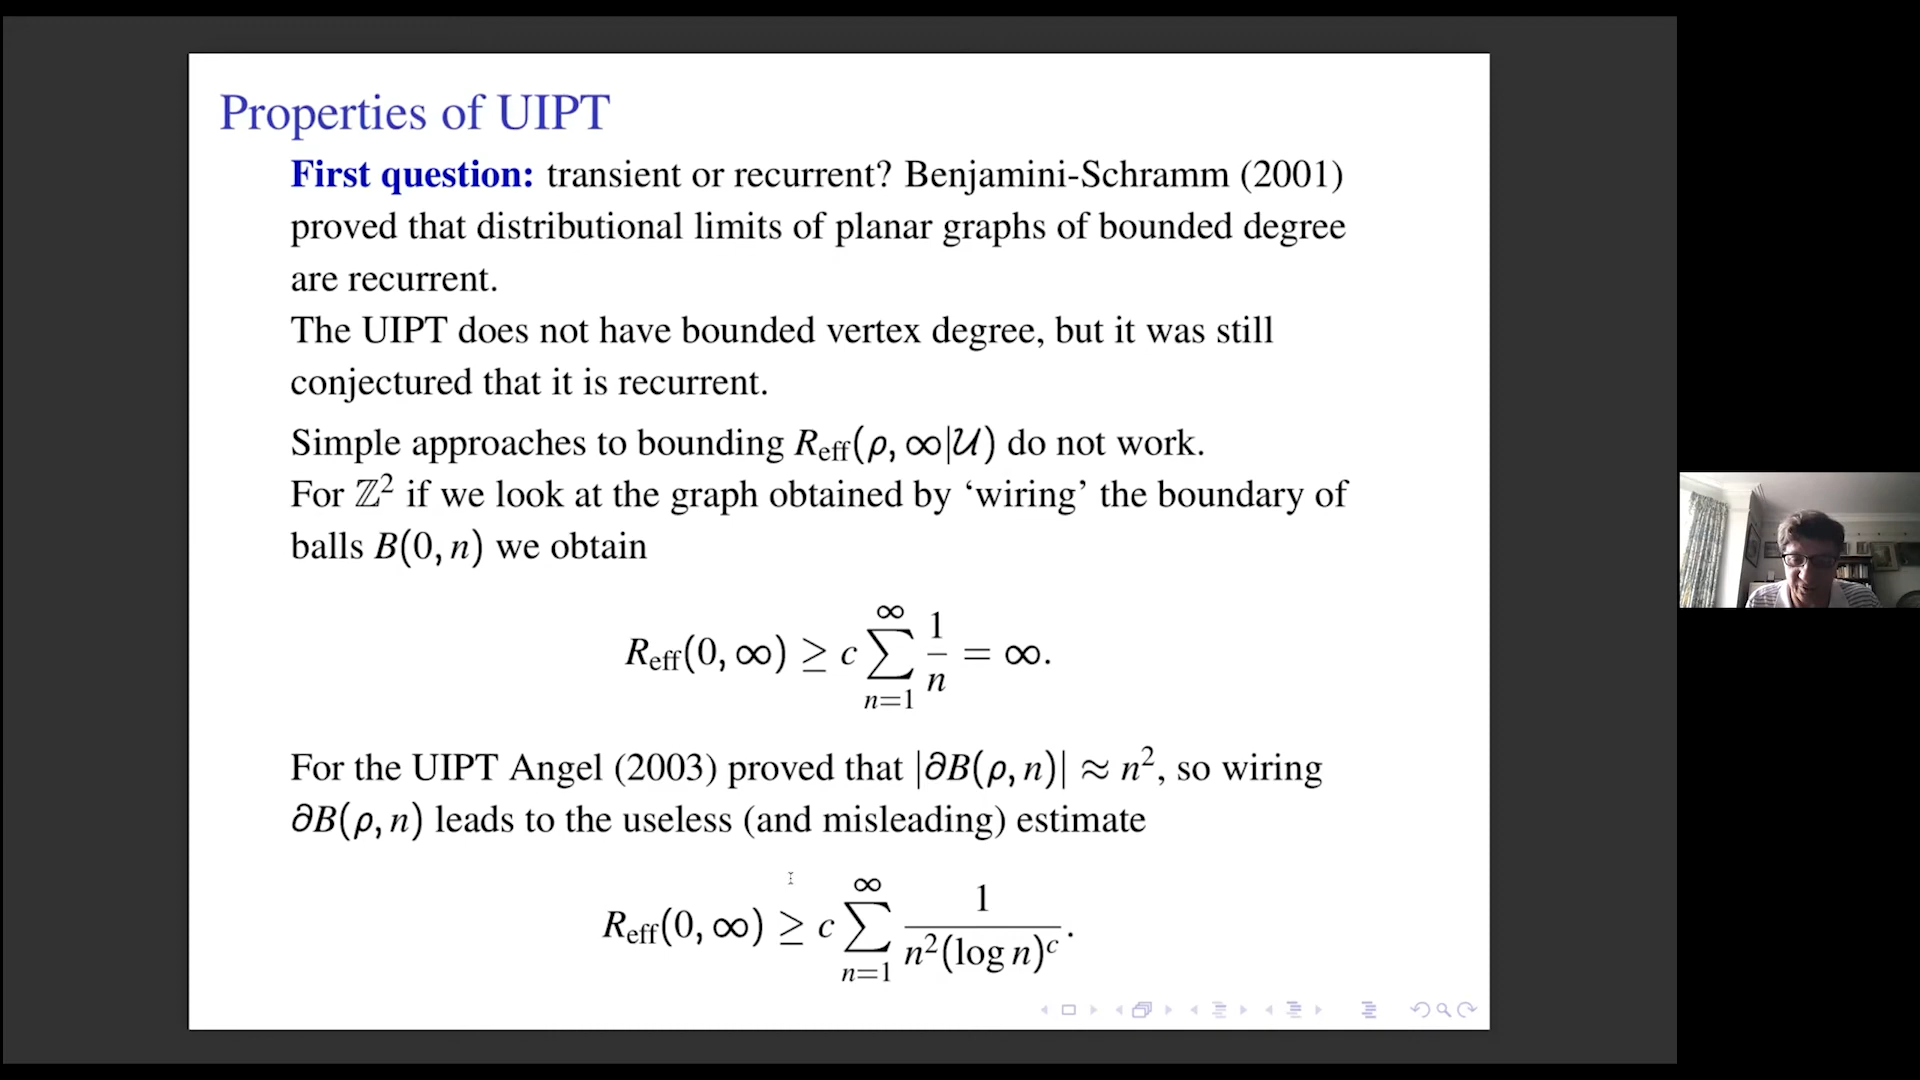 Properties of UIPT
First question: transient or recurrent? Benjamini-Schramm (2001)
proved that distributional limits of planar graphs of bounded degree
are recurrent.
The UIPT does not have bounded vertex degree, but it was still
conjectured that it is recurrent.
Simple approaches to bounding R_eff(ρ, ∞|𝒰) do not work.
For ℤ² if we look at the graph obtained by ‘wiring’ the boundary of
balls B(0, n) we obtain
R_eff(0, ∞) ≥ c ∑_{n=1}^{∞} 1/n = ∞.
For the UIPT Angel (2003) proved that |∂B(ρ, n)| ≈ n², so wiring
∂B(ρ, n) leads to the useless (and misleading) estimate
R_eff(0, ∞) ≥ c ∑_{n=1}^{∞} 1/(n²(log n)^c).